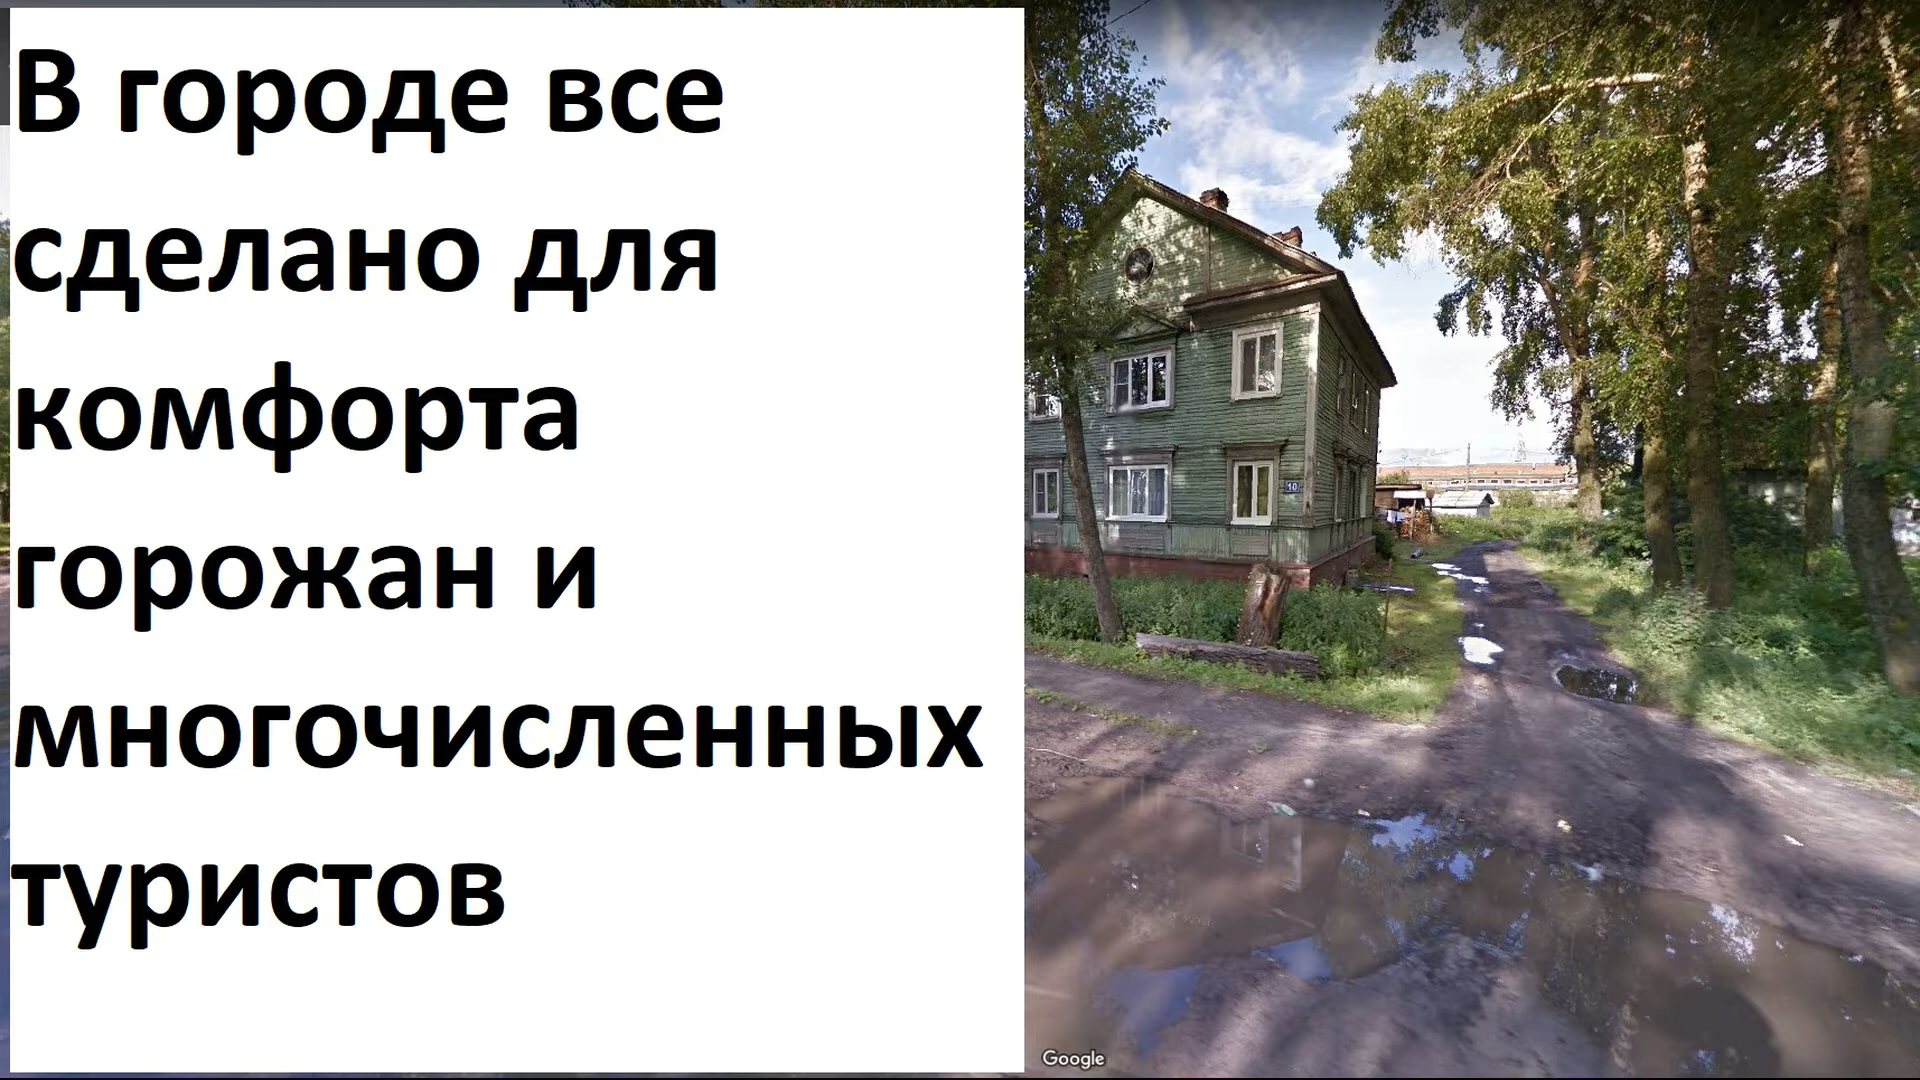 В городе все
сделано для
комфорта
горожан и
многочисленных
туристов
10
Google